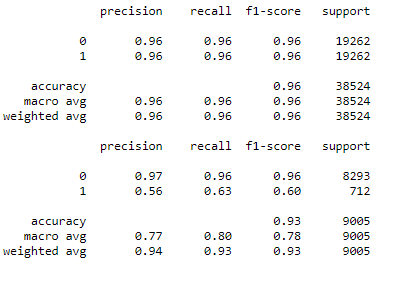 precision recall f1-score support
0 0.96 0.96 0.96 19262
1 0.96 0.96 0.96 19262
accuracy 0.96 38524
macro avg 0.96 0.96 0.96 38524
weighted avg 0.96 0.96 0.96 38524
precision recall f1-score support
0 0.97 0.96 0.96 8293
1 0.56 0.63 0.60 712
accuracy 0.93 9005
macro avg 0.77 0.80 0.78 9005
weighted avg 0.94 0.93 0.93 9005